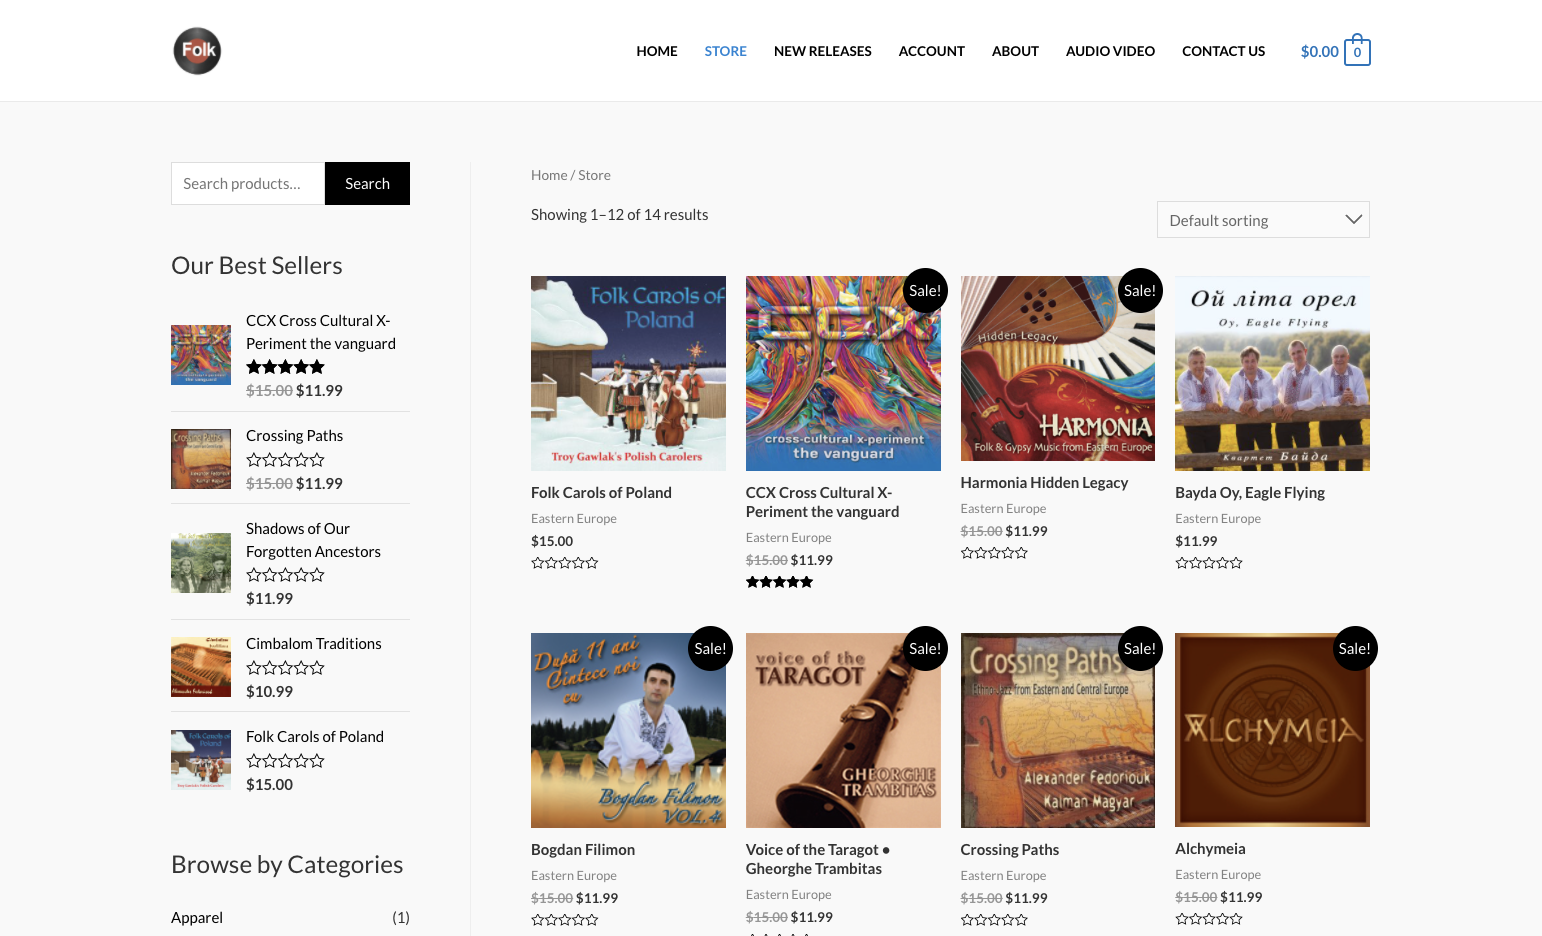 Folk
HOME
STORE
NEW RELEASES
ACCOUNT
ABOUT
AUDIO VIDEO
CONTACT US
$0.00
0
Search products...
Search
Our Best Sellers
CCX Cross Cultural X-
Periment the vanguard
$15.00 $11.99
Crossing Paths
$15.00 $11.99
Shadows of Our
Forgotten Ancestors
$11.99
Cimbalom Traditions
$10.99
Folk Carols of Poland
$15.00
Browse by Categories
Apparel (1)
Home / Store
Showing 1–12 of 14 results
Default sorting
Folk Carols of
Poland
Troy Gawlak's Polish Carolers
Folk Carols of Poland
Eastern Europe
$15.00
Sale!
CCX
cross-cultural x-periment
the vanguard
CCX Cross Cultural X-
Periment the vanguard
Eastern Europe
$15.00 $11.99
Sale!
Hidden Legacy
HARMONIA
Folk & Gypsy Music from Eastern Europe
Harmonia Hidden Legacy
Eastern Europe
$15.00 $11.99
Ой літа орел
Oy, Eagle Flying
Квартет Байда
Bayda Oy, Eagle Flying
Eastern Europe
$11.99
Sale!
După 11 ani
Cintece noi
cu
Bogdan Filimon
VOL.4
Bogdan Filimon
Eastern Europe
$15.00 $11.99
Sale!
voice of the
TARAGOT
GHEORGHE
TRAMBITAS
Voice of the Taragot •
Gheorghe Trambitas
Eastern Europe
$15.00 $11.99
Sale!
Crossing Paths
Ethno Jazz from Eastern and Central Europe
Alexander Fedoriouk
Kalman Magyar
Crossing Paths
Eastern Europe
$15.00 $11.99
Sale!
ALCHYMEIA
Alchymeia
Eastern Europe
$15.00 $11.99